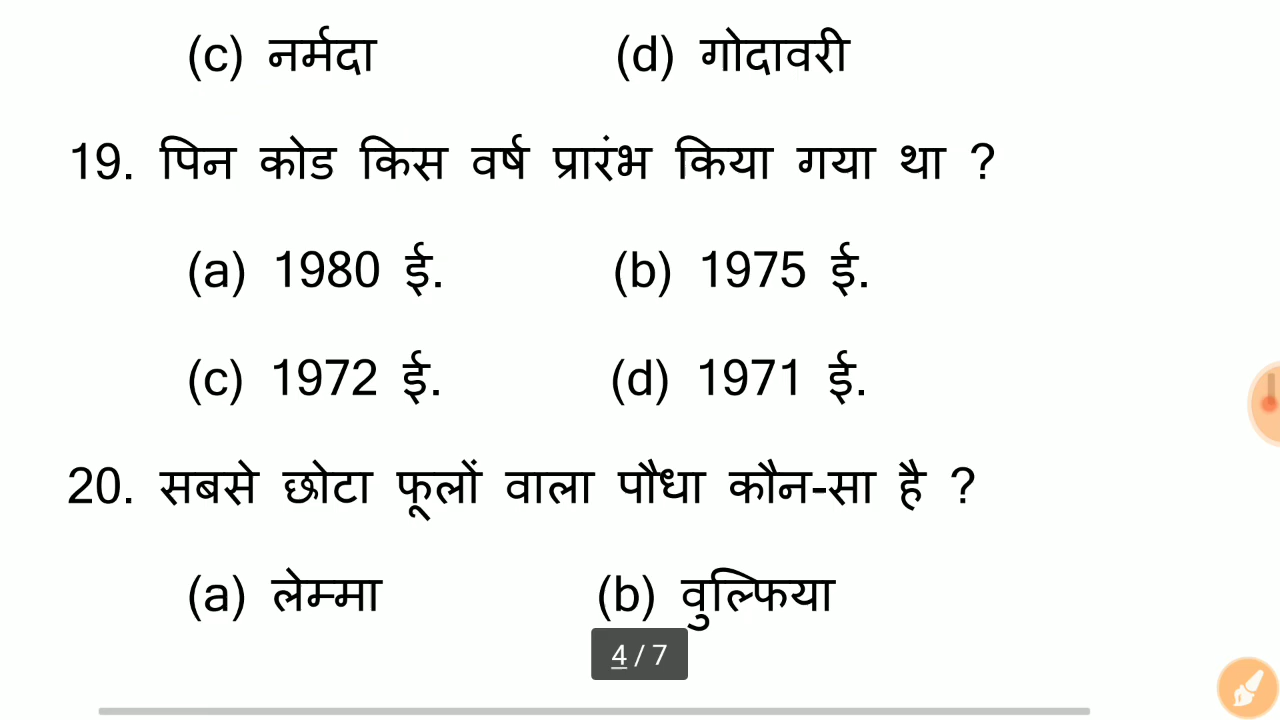 (c) नर्मदा (d) गोदावरी
19. पिन कोड किस वर्ष प्रारंभ किया गया था ?
(a) 1980 ई. (b) 1975 ई.
(c) 1972 ई. (d) 1971 ई.
20. सबसे छोटा फूलों वाला पौधा कौन-सा है ?
(a) लेम्मा (b) वुल्फिया
4 / 7